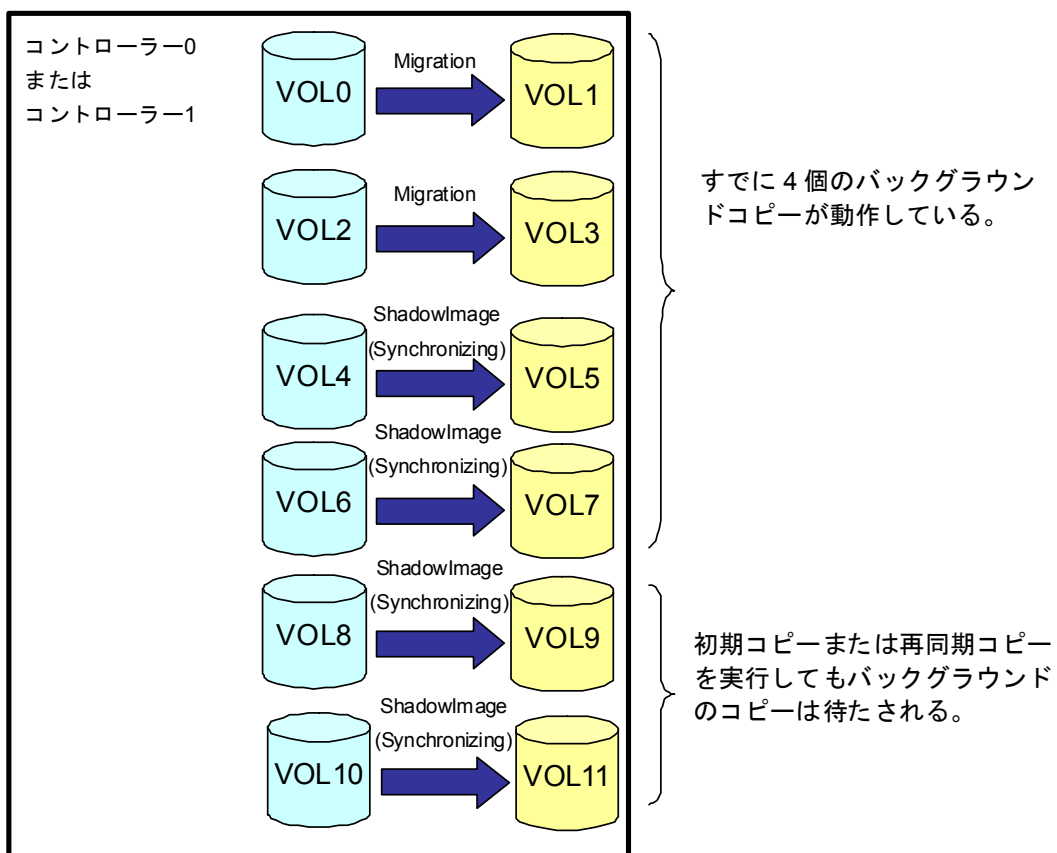 コントローラー0
または
コントローラー1
VOL0
Migration
VOL1
VOL2
Migration
VOL3
すでに4個のバックグラウン
ドコピーが動作している。
VOL4
ShadowImage
(Synchronizing)
VOL5
VOL6
ShadowImage
(Synchronizing)
VOL7
VOL8
ShadowImage
(Synchronizing)
VOL9
初期コピーまたは再同期コピー
を実行してもバックグラウンド
のコピーは待たされる。
VOL10
ShadowImage
(Synchronizing)
VOL11